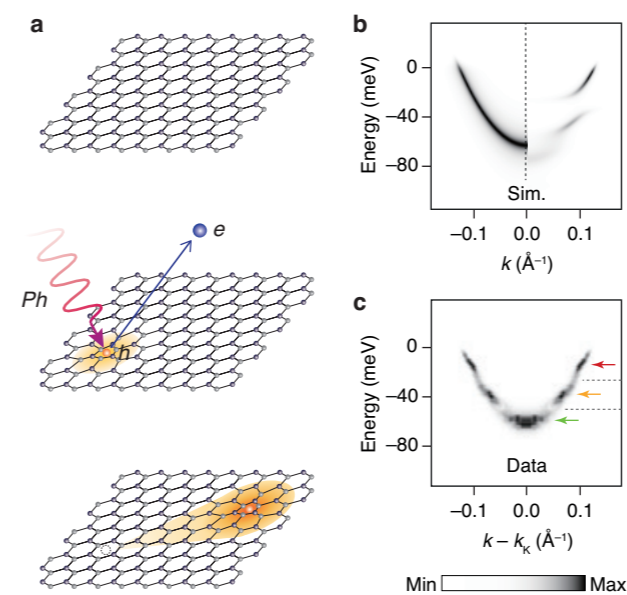 a
Ph
e
h
b
Energy (meV)
0
−40
−80
Sim.
−0.1
0.0
0.1
k (Å⁻¹)
c
Energy (meV)
0
−40
−80
Data
−0.1
0.0
0.1
k − kK (Å⁻¹)
Min
Max